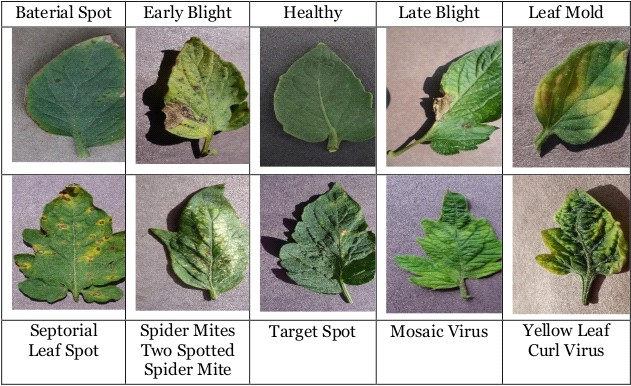 Baterial Spot
Early Blight
Healthy
Late Blight
Leaf Mold
Septorial
Leaf Spot
Spider Mites
Two Spotted
Spider Mite
Target Spot
Mosaic Virus
Yellow Leaf
Curl Virus